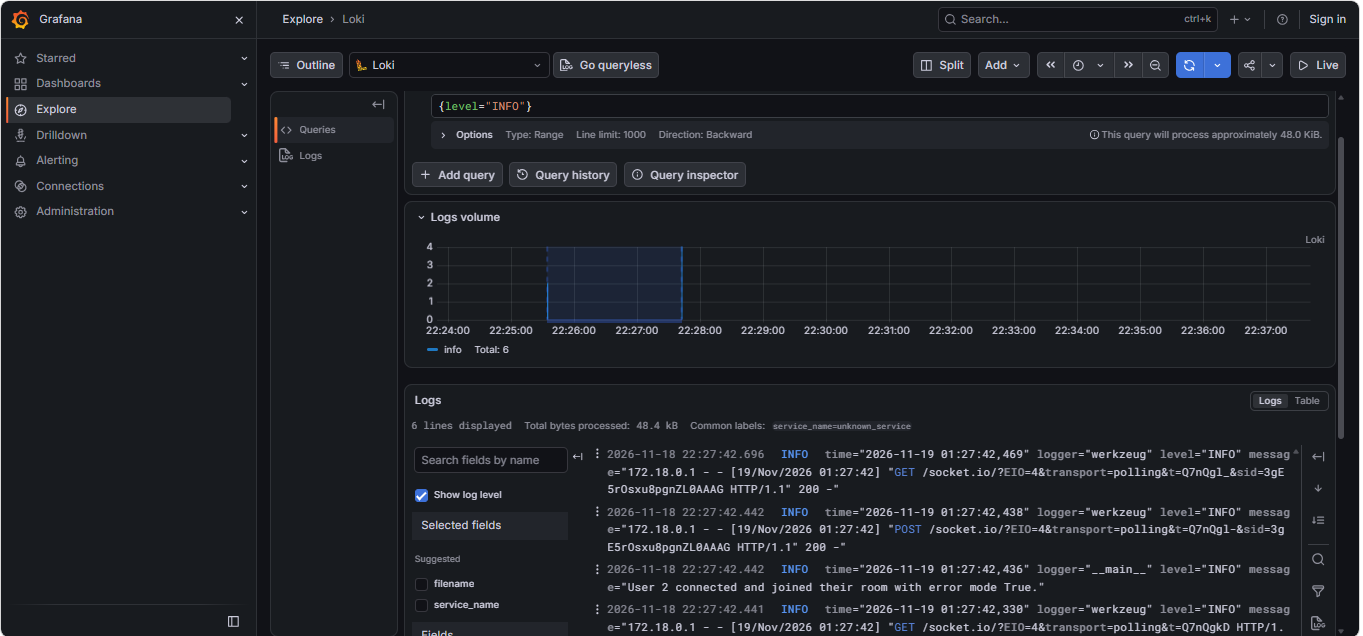 Grafana
Explore › Loki
Search...
ctrl+k
Sign in
Starred
Dashboards
Explore
Drilldown
Alerting
Connections
Administration
Outline
Loki
Go queryless
Split
Add
Live
Queries
Logs
{level="INFO"}
Options Type: Range Line limit: 1000 Direction: Backward
This query will process approximately 48.0 KiB.
+ Add query
Query history
Query inspector
Logs volume
Loki
4
3
2
1
0
22:24:00 22:25:00 22:26:00 22:27:00 22:28:00 22:29:00 22:30:00 22:31:00 22:32:00 22:33:00 22:34:00 22:35:00 22:36:00 22:37:00
info Total: 6
Logs
Logs Table
6 lines displayed Total bytes processed: 48.4 kB Common labels: service_name=unknown_service
Search fields by name
Show log level
Selected fields
Suggested
filename
service_name
Fields
2026-11-18 22:27:42.696 INFO time="2026-11-19 01:27:42,469" logger="werkzeug" level="INFO" messag
e="172.18.0.1 - - [19/Nov/2026 01:27:42] "GET /socket.io/?EIO=4&transport=polling&t=Q7nQgl_&sid=3gE
5rOsxu8pgnZL0AAAG HTTP/1.1" 200 -"
2026-11-18 22:27:42.442 INFO time="2026-11-19 01:27:42,438" logger="werkzeug" level="INFO" messag
e="172.18.0.1 - - [19/Nov/2026 01:27:42] "POST /socket.io/?EIO=4&transport=polling&t=Q7nQgl-&sid=3g
E5rOsxu8pgnZL0AAAG HTTP/1.1" 200 -"
2026-11-18 22:27:42.442 INFO time="2026-11-19 01:27:42,436" logger="__main__" level="INFO" messag
e="User 2 connected and joined their room with error mode True."
2026-11-18 22:27:42.441 INFO time="2026-11-19 01:27:42,330" logger="werkzeug" level="INFO" messag
e="172.18.0.1 - - [19/Nov/2026 01:27:42] "GET /socket.io/?EIO=4&transport=polling&t=Q7nQgkD HTTP/1.